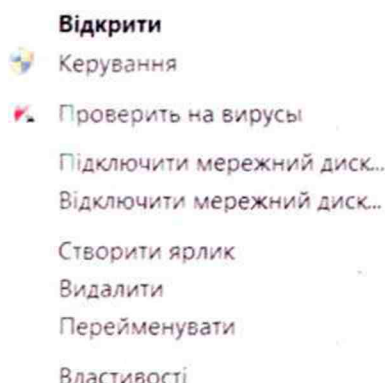 Відкрити
Керування
Проверить на вирусы
Підключити мережний диск...
Відключити мережний диск...
Створити ярлик
Видалити
Перейменувати
Властивості